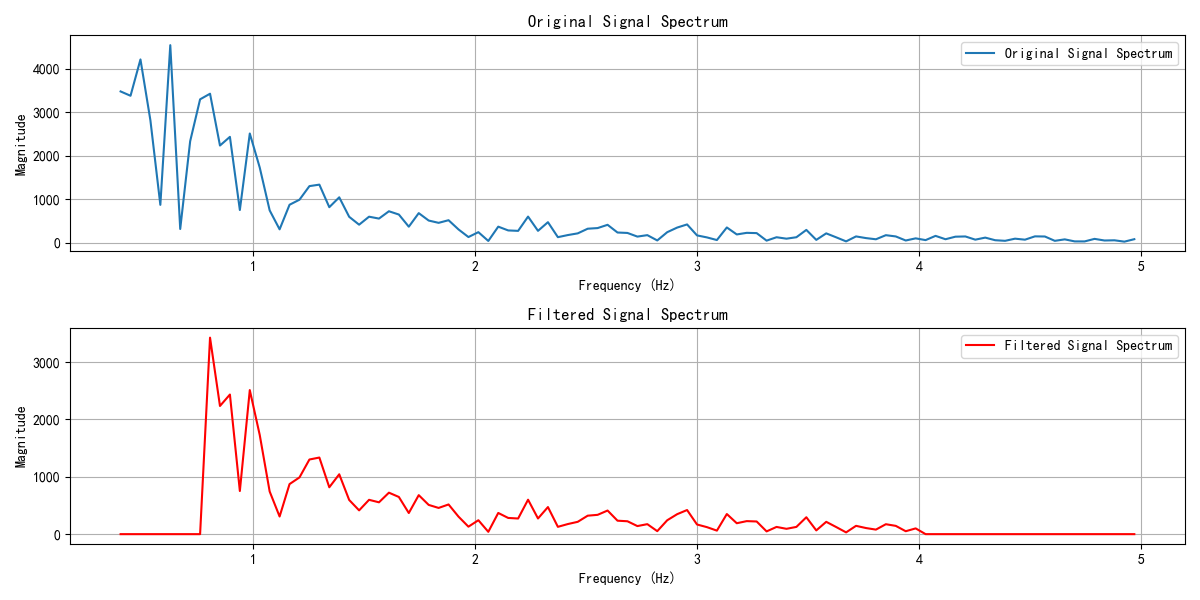 Original Signal Spectrum
Original Signal Spectrum
Magnitude
4000
3000
2000
1000
0
1 2 3 4 5
Frequency (Hz)
Filtered Signal Spectrum
Filtered Signal Spectrum
Magnitude
3000
2000
1000
0
1 2 3 4 5
Frequency (Hz)